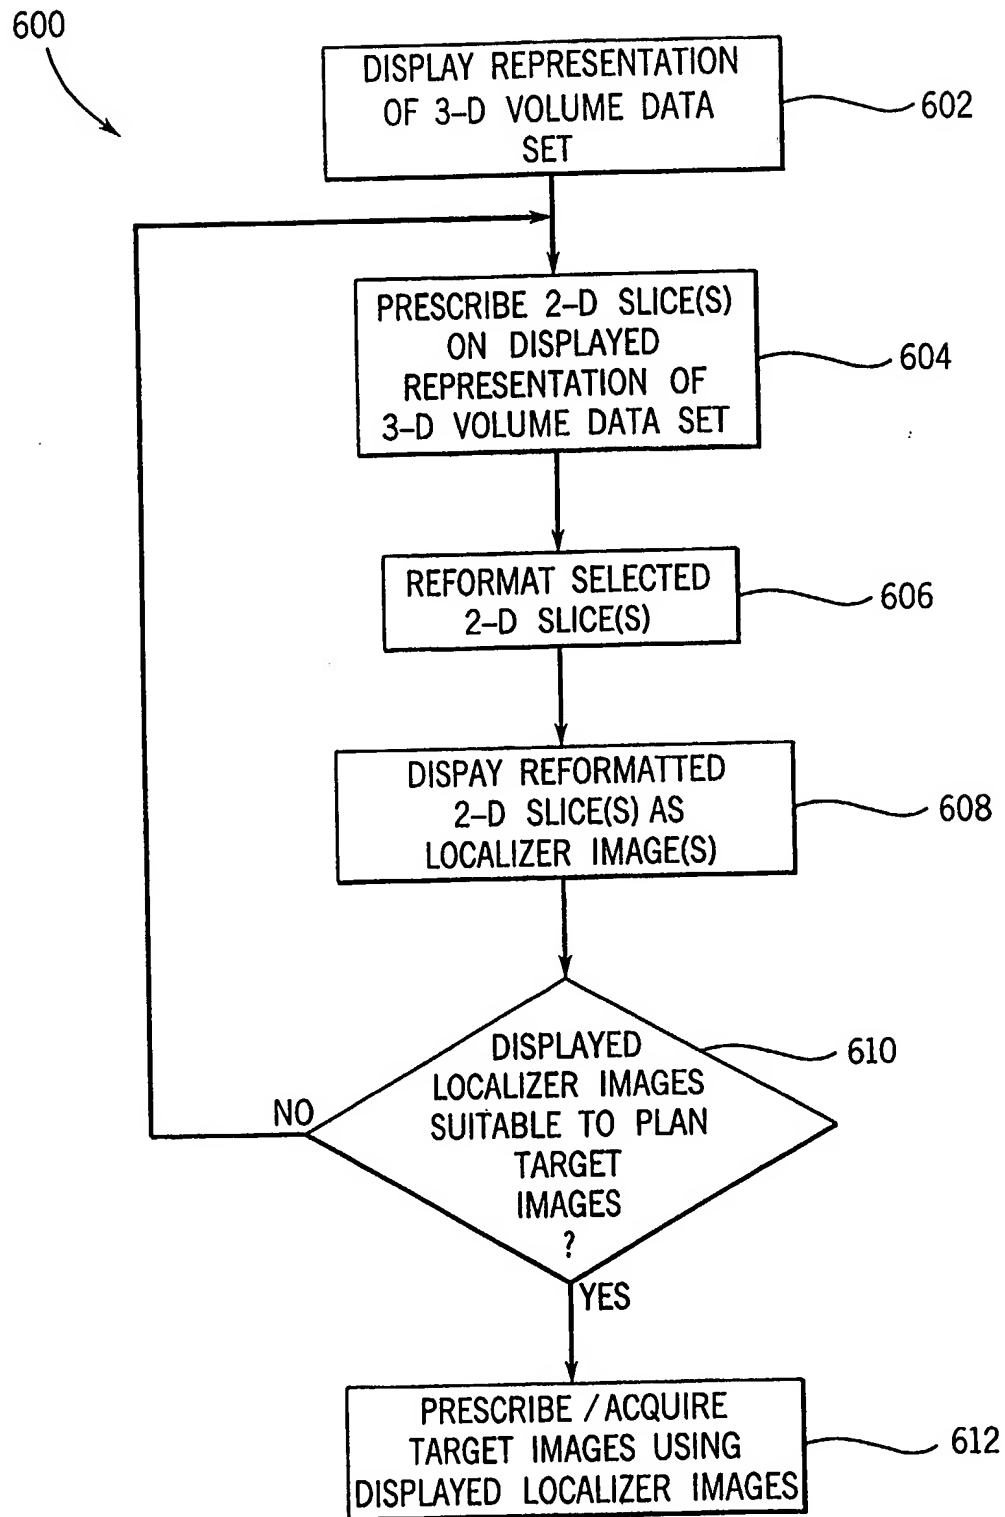 600
DISPLAY REPRESENTATION
OF 3-D VOLUME DATA
SET
602
PRESCRIBE 2-D SLICE(S)
ON DISPLAYED
REPRESENTATION OF
3-D VOLUME DATA SET
604
REFORMAT SELECTED
2-D SLICE(S)
606
DISPAY REFORMATTED
2-D SLICE(S) AS
LOCALIZER IMAGE(S)
608
DISPLAYED
LOCALIZER IMAGES
SUITABLE TO PLAN
TARGET
IMAGES
?
610
NO
YES
PRESCRIBE / ACQUIRE
TARGET IMAGES USING
DISPLAYED LOCALIZER IMAGES
612